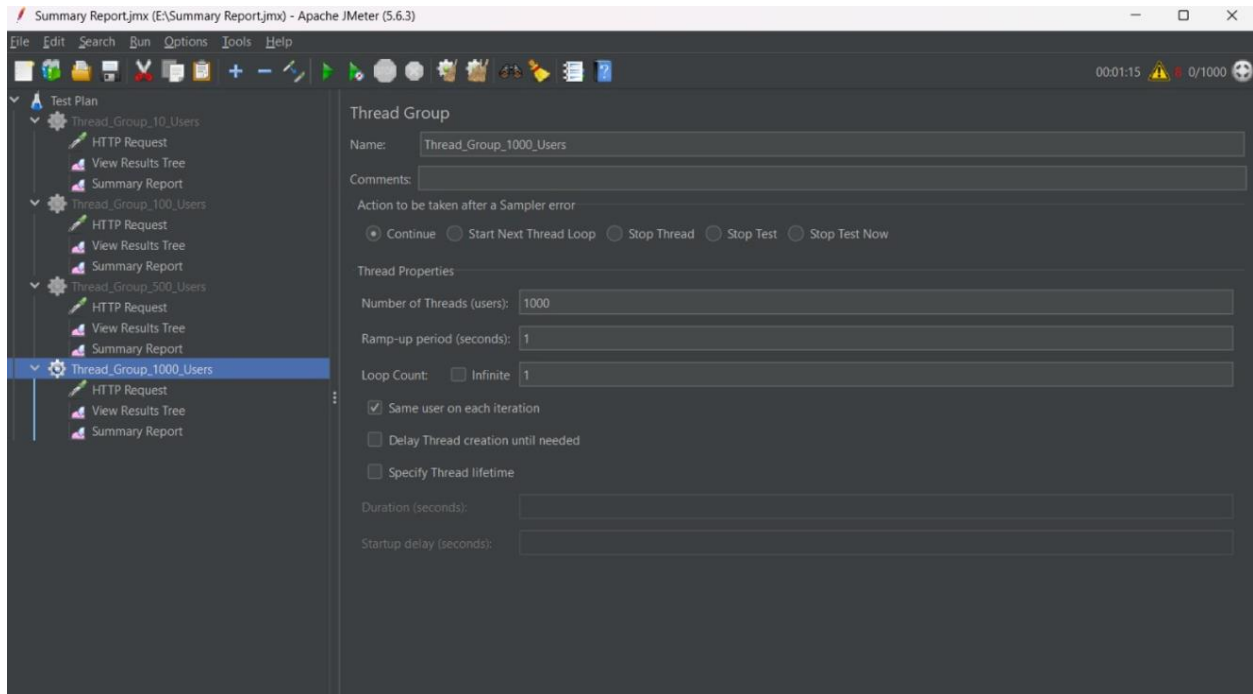 Summary Report.jmx (E:\Summary Report.jmx) - Apache JMeter (5.6.3)
File Edit Search Run Options Tools Help
00:01:15 8 0/1000
Test Plan
Thread_Group_10_Users
HTTP Request
View Results Tree
Summary Report
Thread_Group_100_Users
HTTP Request
View Results Tree
Summary Report
Thread_Group_500_Users
HTTP Request
View Results Tree
Summary Report
Thread_Group_1000_Users
HTTP Request
View Results Tree
Summary Report
Thread Group
Name: Thread_Group_1000_Users
Comments:
Action to be taken after a Sampler error
Continue Start Next Thread Loop Stop Thread Stop Test Stop Test Now
Thread Properties
Number of Threads (users): 1000
Ramp-up period (seconds): 1
Loop Count: Infinite 1
Same user on each iteration
Delay Thread creation until needed
Specify Thread lifetime
Duration (seconds):
Startup delay (seconds):